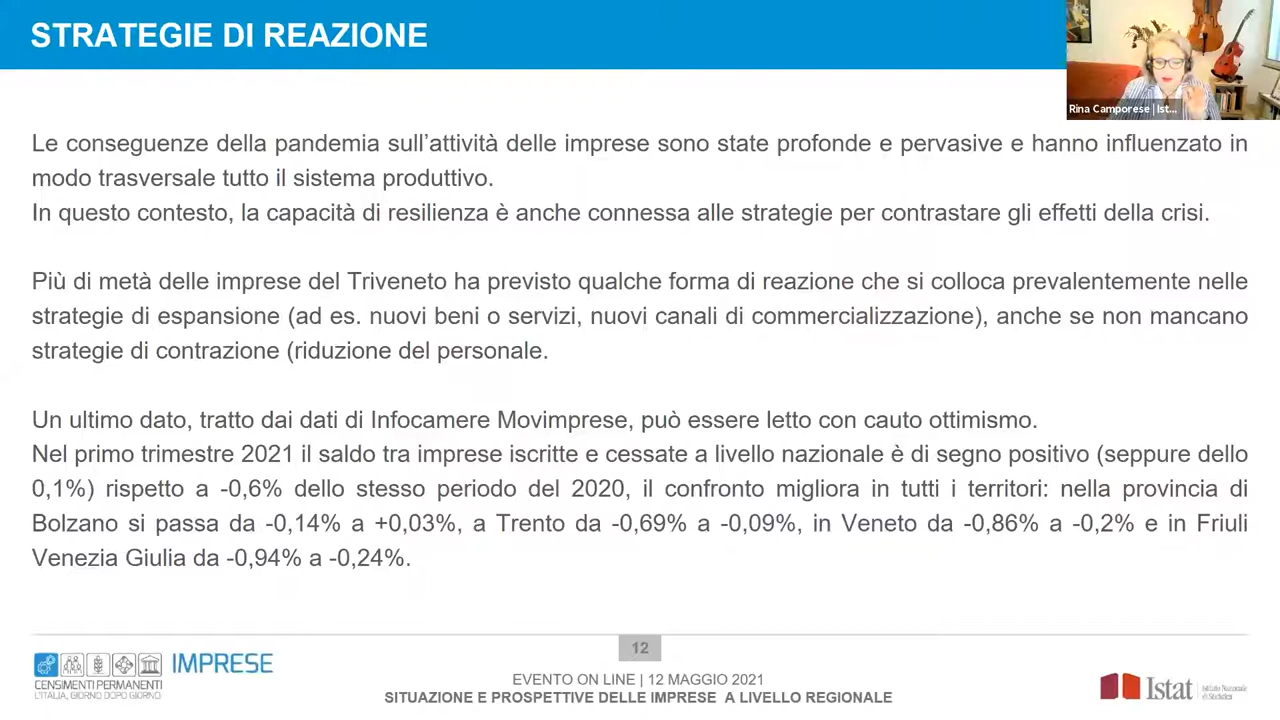 STRATEGIE DI REAZIONE
Rina Camporese | Ist...
Le conseguenze della pandemia sull'attività delle imprese sono state profonde e pervasive e hanno influenzato in
modo trasversale tutto il sistema produttivo.
In questo contesto, la capacità di resilienza è anche connessa alle strategie per contrastare gli effetti della crisi.
Più di metà delle imprese del Triveneto ha previsto qualche forma di reazione che si colloca prevalentemente nelle
strategie di espansione (ad es. nuovi beni o servizi, nuovi canali di commercializzazione), anche se non mancano
strategie di contrazione (riduzione del personale.
Un ultimo dato, tratto dai dati di Infocamere Movimprese, può essere letto con cauto ottimismo.
Nel primo trimestre 2021 il saldo tra imprese iscritte e cessate a livello nazionale è di segno positivo (seppure dello
0,1%) rispetto a -0,6% dello stesso periodo del 2020, il confronto migliora in tutti i territori: nella provincia di
Bolzano si passa da -0,14% a +0,03%, a Trento da -0,69% a -0,09%, in Veneto da -0,86% a -0,2% e in Friuli
Venezia Giulia da -0,94% a -0,24%.
12
IMPRESE
CENSIMENTI PERMANENTI
L'ITALIA, GIORNO DOPO GIORNO
EVENTO ON LINE | 12 MAGGIO 2021
SITUAZIONE E PROSPETTIVE DELLE IMPRESE A LIVELLO REGIONALE
Istat
Istituto Nazionale
di Statistica